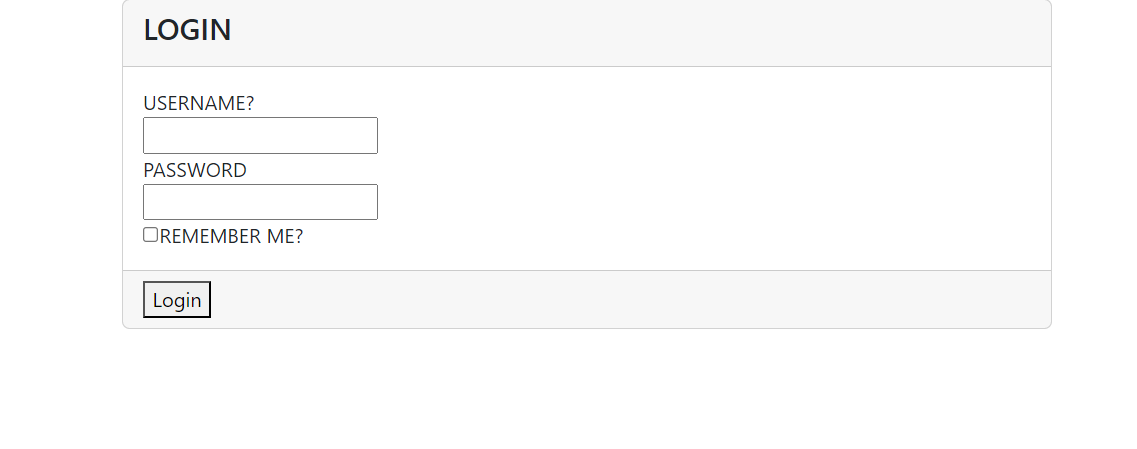 LOGIN
USERNAME?
PASSWORD
REMEMBER ME?
Login